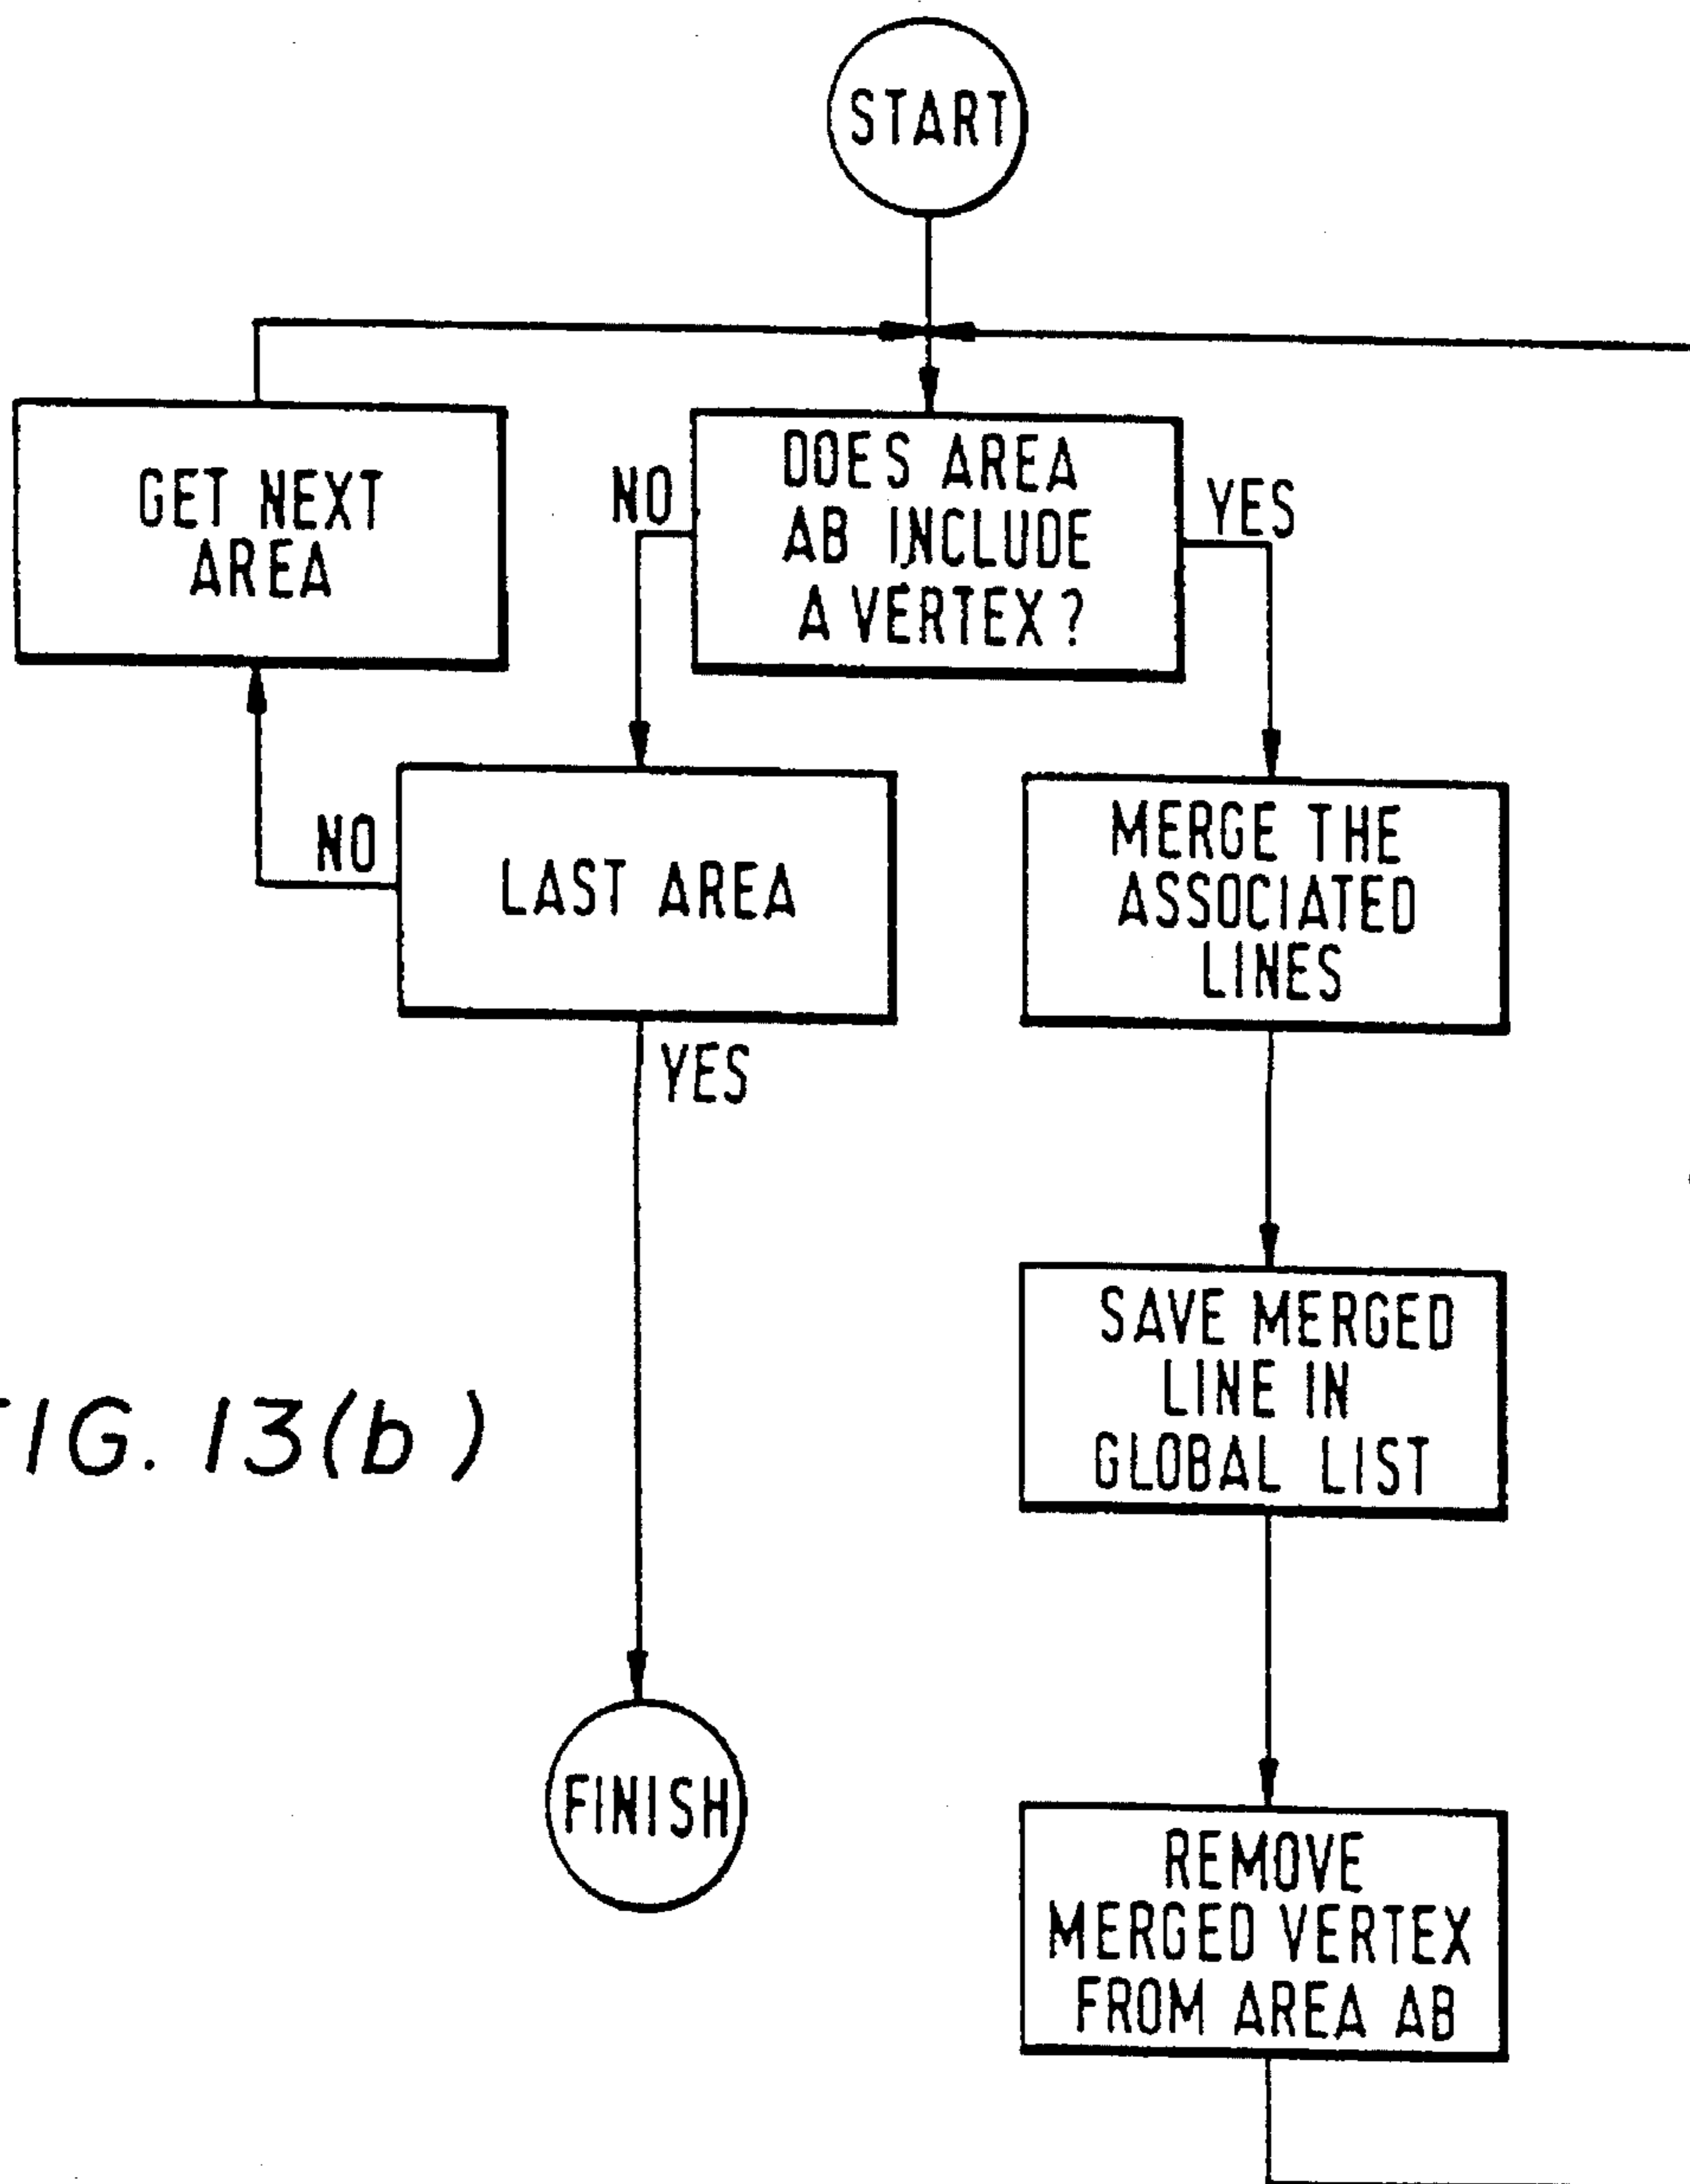 START
GET NEXT
AREA
NO
DOES AREA
AB INCLUDE
A VERTEX?
YES
NO
LAST AREA
YES
MERGE THE
ASSOCIATED
LINES
SAVE MERGED
LINE IN
GLOBAL LIST
FIG. 13(b)
FINISH
REMOVE
MERGED VERTEX
FROM AREA AB